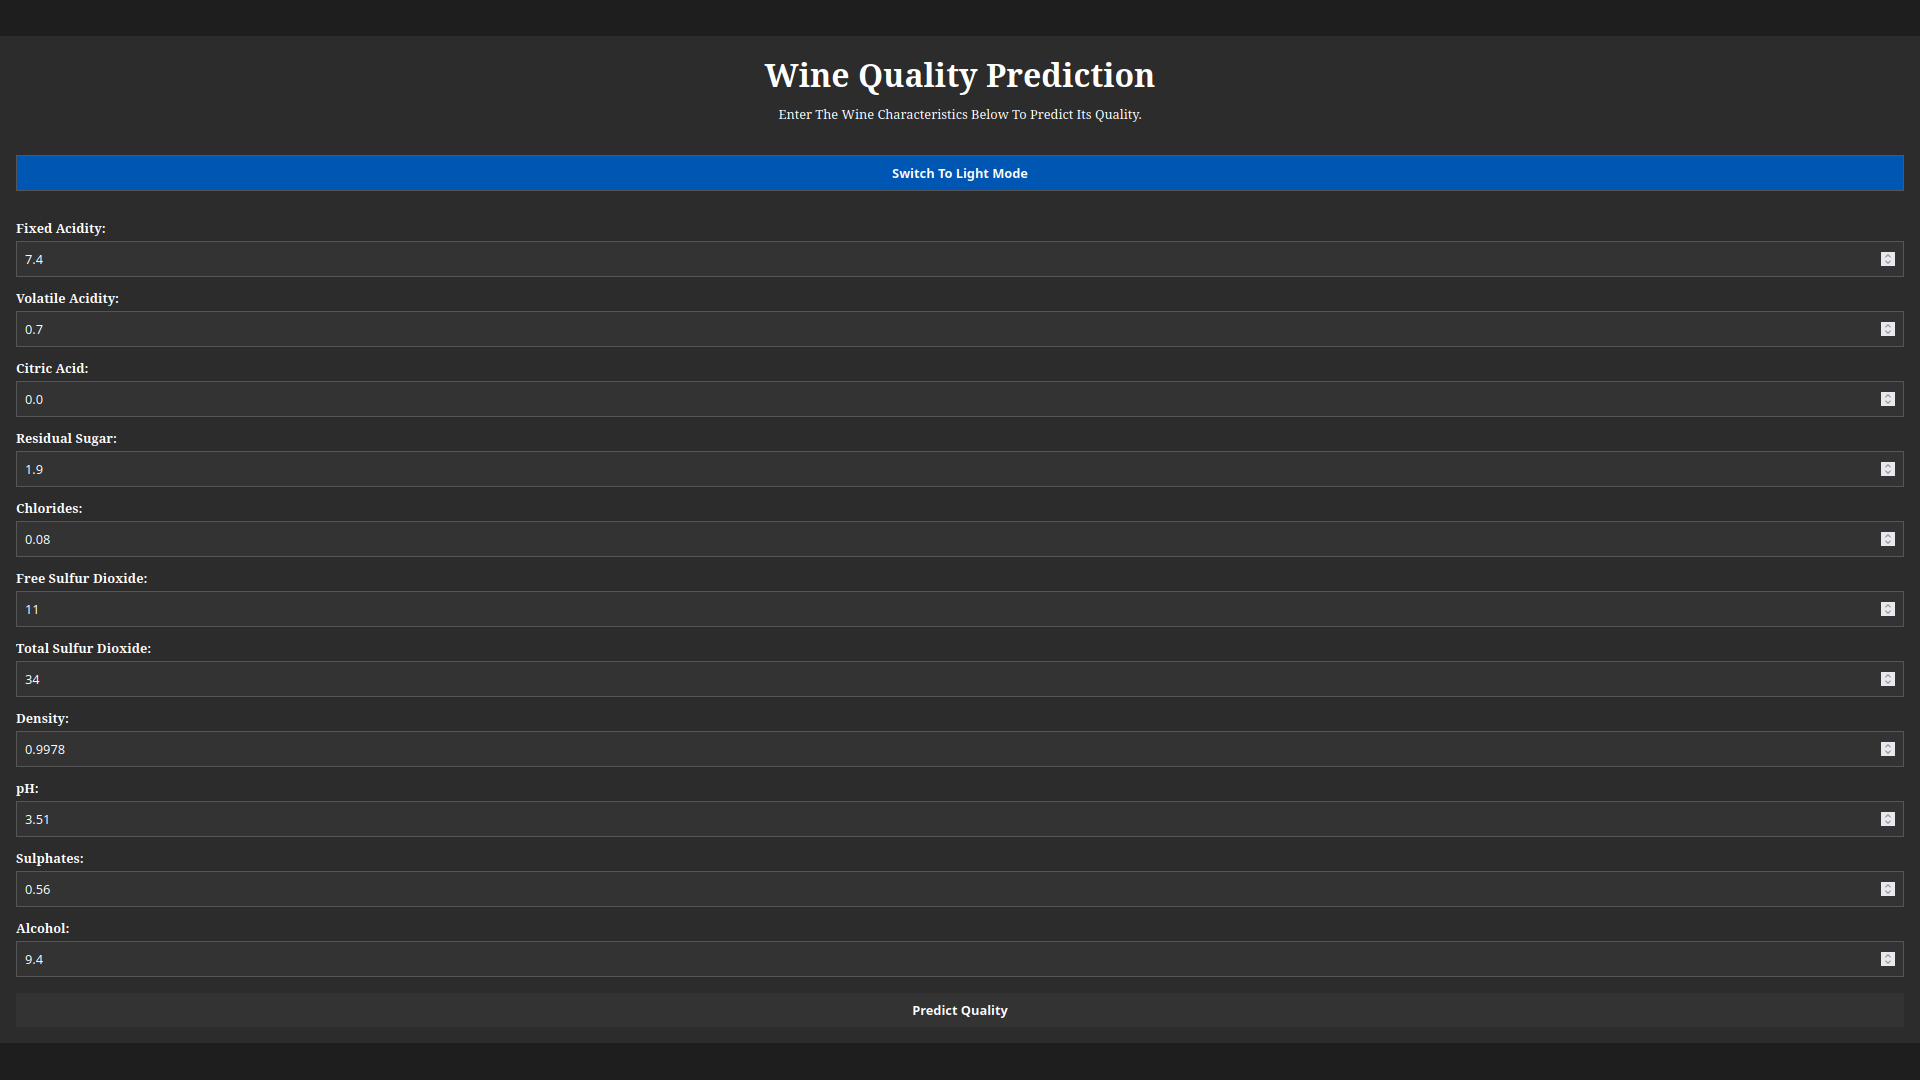 Wine Quality Prediction
Enter The Wine Characteristics Below To Predict Its Quality.
Switch To Light Mode
Fixed Acidity:
7.4
Volatile Acidity:
0.7
Citric Acid:
0.0
Residual Sugar:
1.9
Chlorides:
0.08
Free Sulfur Dioxide:
11
Total Sulfur Dioxide:
34
Density:
0.9978
pH:
3.51
Sulphates:
0.56
Alcohol:
9.4
Predict Quality